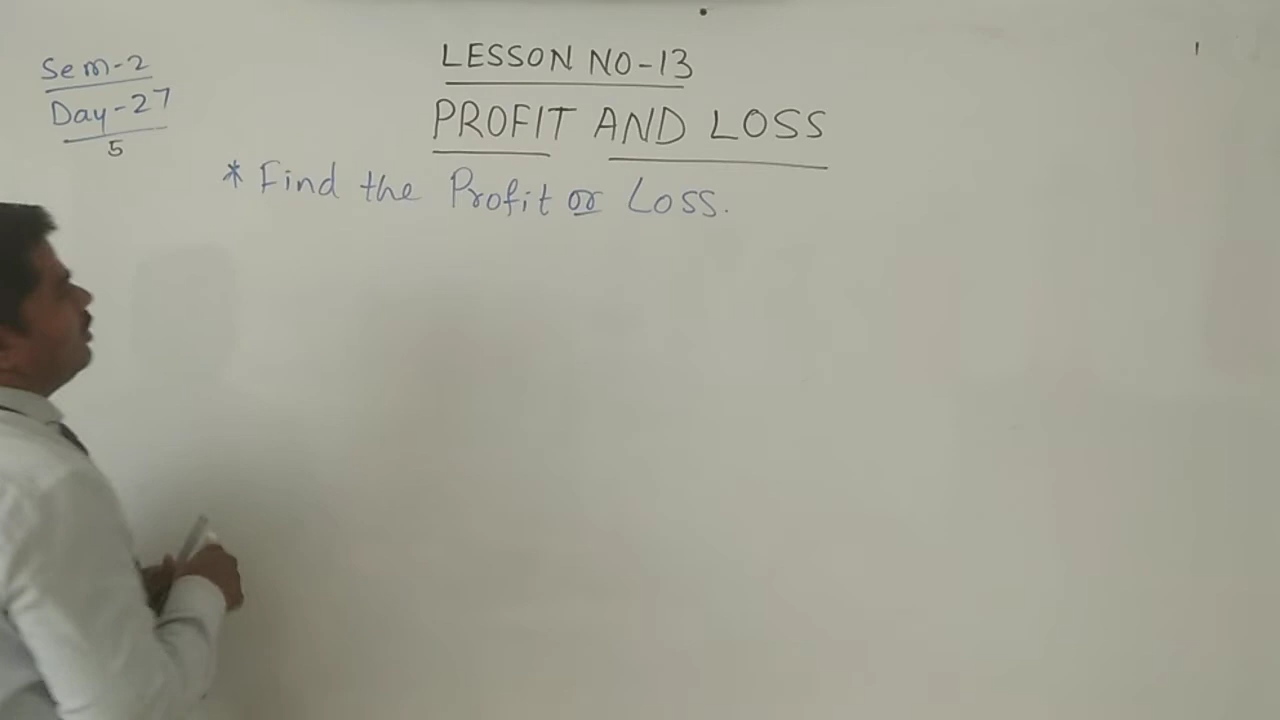 Sem-2
Day-27
5
LESSON NO-13
PROFIT AND LOSS
* Find the Profit or Loss.